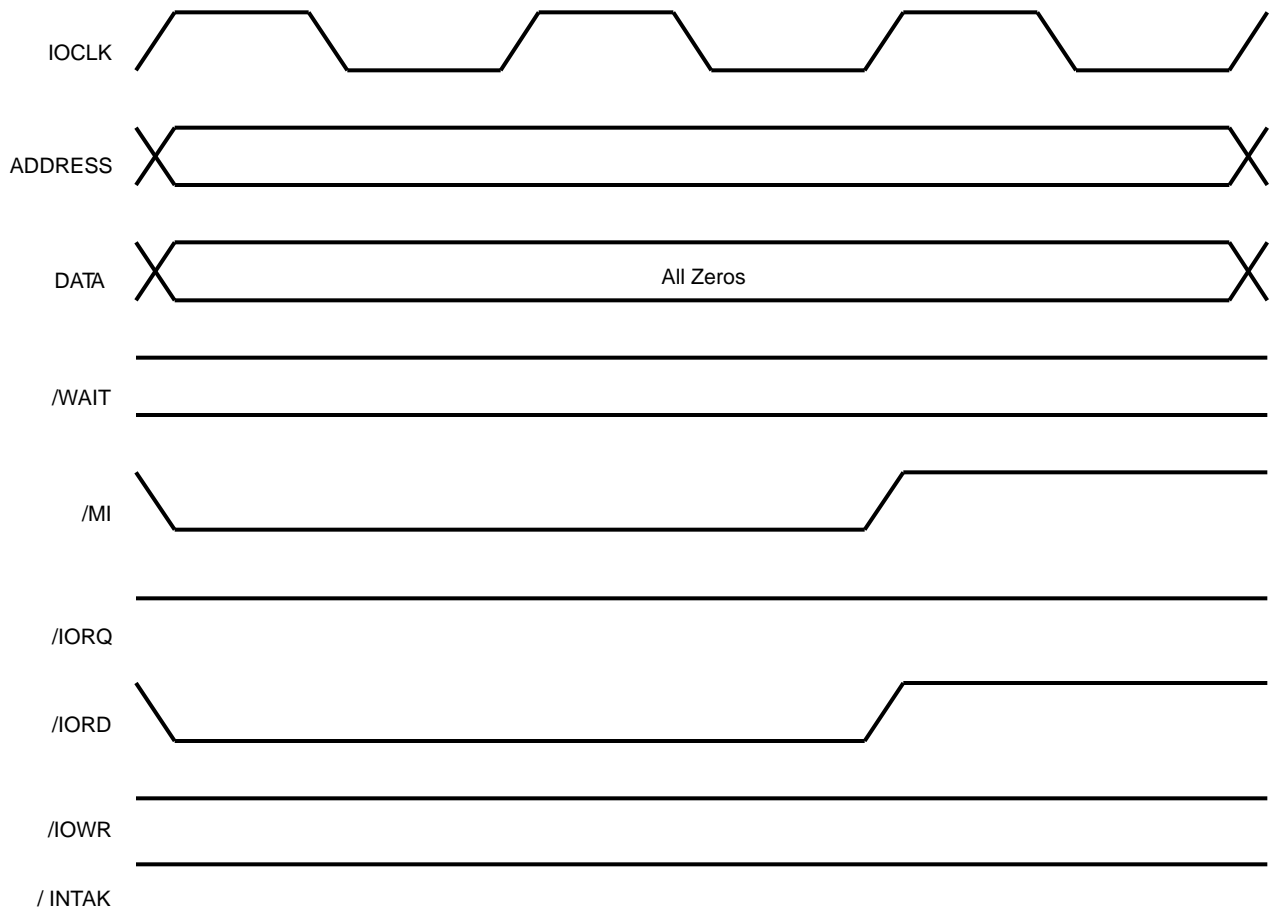 IOCLK
ADDRESS
DATA
All Zeros
/WAIT
/MI
/IORQ
/IORD
/IOWR
/ INTAK